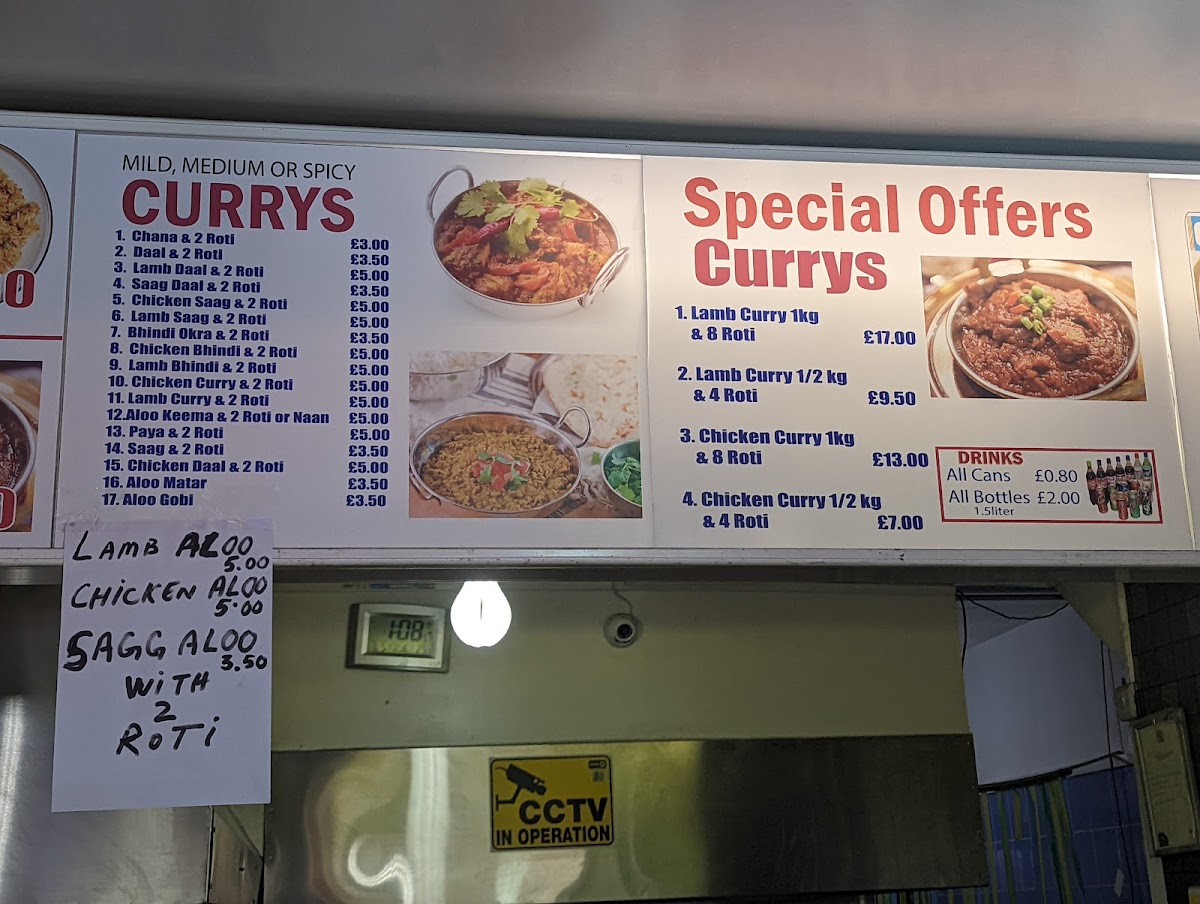 MILD, MEDIUM OR SPICY
CURRYS
1. Chana & 2 Roti £3.00
2. Daal & 2 Roti £3.50
3. Lamb Daal & 2 Roti £5.00
4. Saag Daal & 2 Roti £3.50
5. Chicken Saag & 2 Roti £5.00
6. Lamb Saag & 2 Roti £5.00
7. Bhindi Okra & 2 Roti £3.50
8. Chicken Bhindi & 2 Roti £5.00
9. Lamb Bhindi & 2 Roti £5.00
10. Chicken Curry & 2 Roti £5.00
11. Lamb Curry & 2 Roti £5.00
12.Aloo Keema & 2 Roti or Naan £5.00
13. Paya & 2 Roti £5.00
14. Saag & 2 Roti £3.50
15. Chicken Daal & 2 Roti £5.00
16. Aloo Matar £3.50
17. Aloo Gobi £3.50
Special Offers
Currys
1. Lamb Curry 1kg
& 8 Roti £17.00
2. Lamb Curry 1/2 kg
& 4 Roti £9.50
3. Chicken Curry 1kg
& 8 Roti £13.00
4. Chicken Curry 1/2 kg
& 4 Roti £7.00
DRINKS
All Cans £0.80
All Bottles £2.00
1.5liter
LAMB ALOO
5.00
CHICKEN ALOO
5.00
SAGG ALOO
3.50
WITH
2
ROTI
1:08
CCTV
IN OPERATION